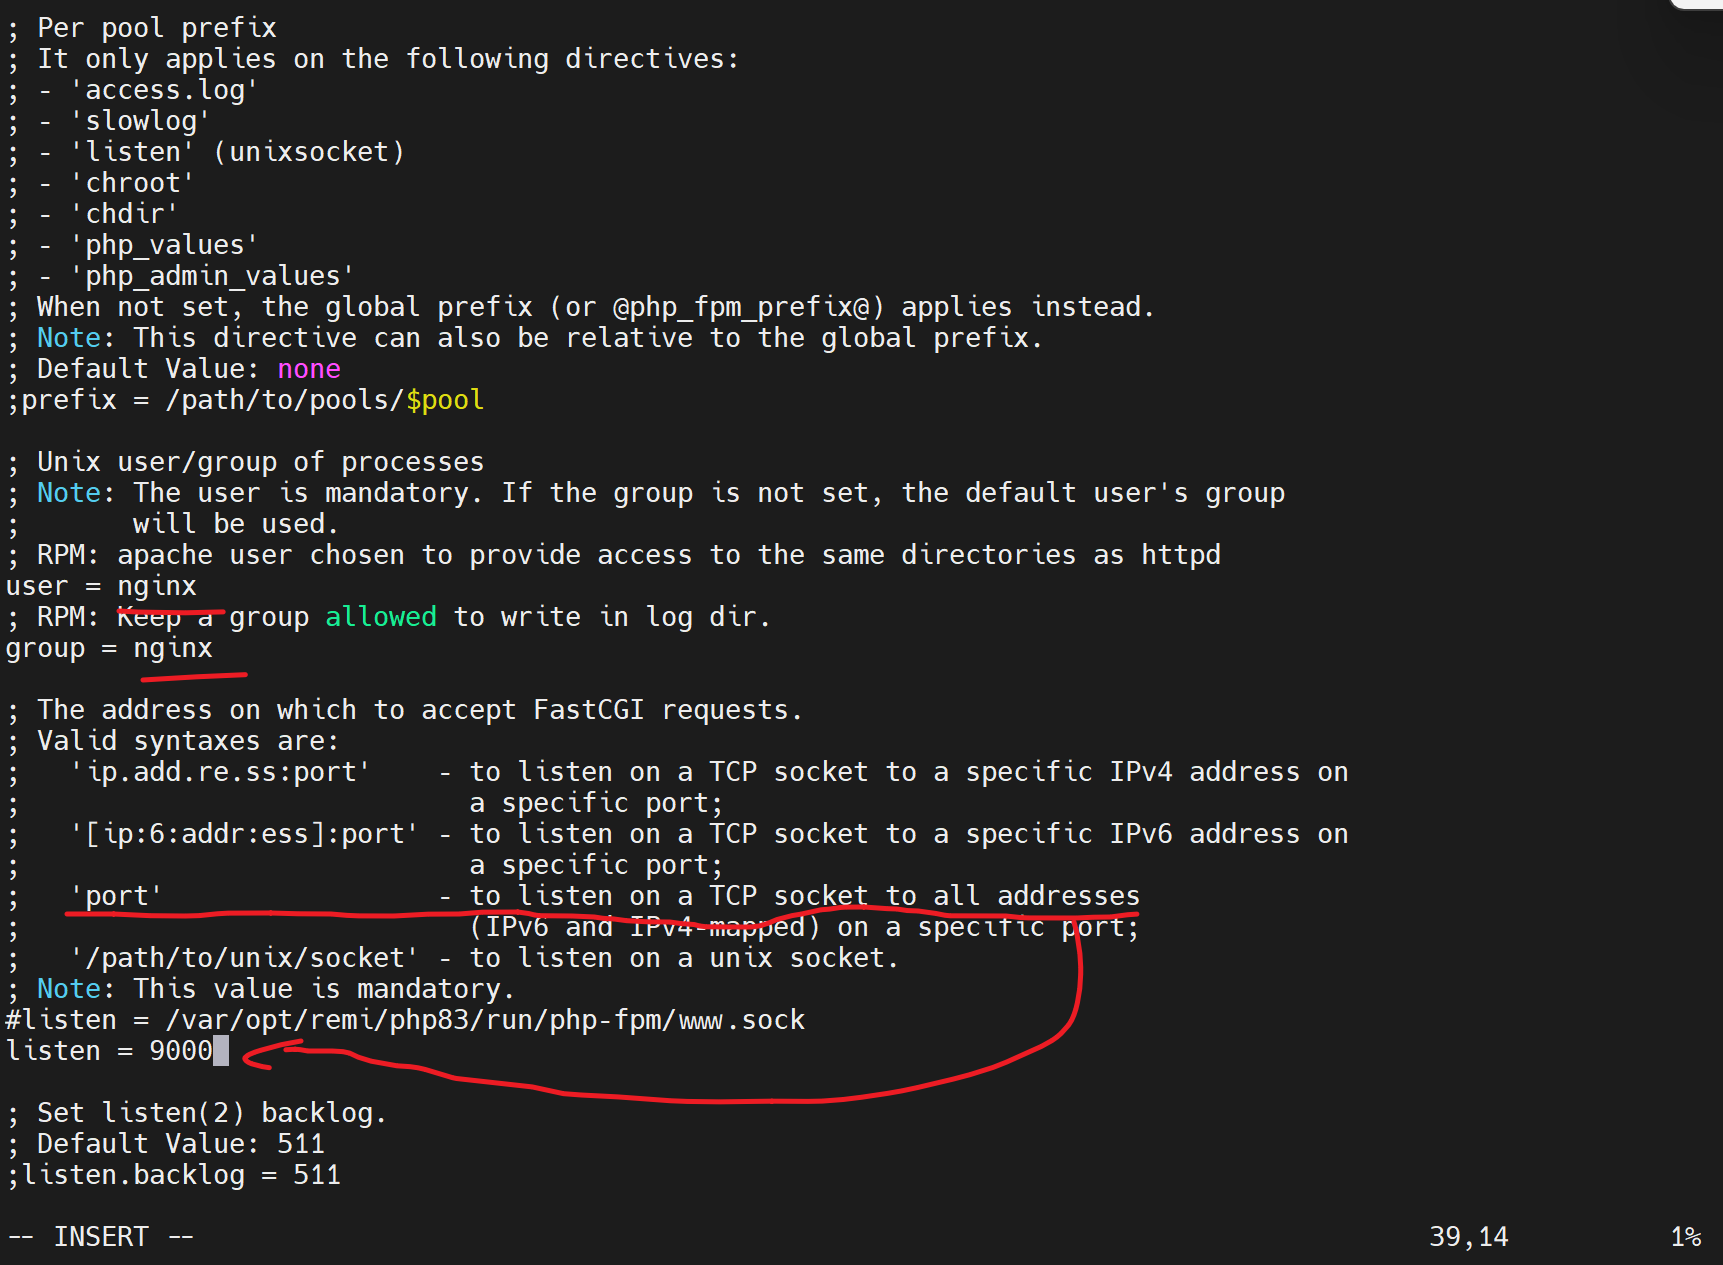 ; Per pool prefix
; It only applies on the following directives:
; - 'access.log'
; - 'slowlog'
; - 'listen' (unixsocket)
; - 'chroot'
; - 'chdir'
; - 'php_values'
; - 'php_admin_values'
; When not set, the global prefix (or @php_fpm_prefix@) applies instead.
; Note: This directive can also be relative to the global prefix.
; Default Value: none
;prefix = /path/to/pools/$pool

; Unix user/group of processes
; Note: The user is mandatory. If the group is not set, the default user's group
;       will be used.
; RPM: apache user chosen to provide access to the same directories as httpd
user = nginx
; RPM: Keep a group allowed to write in log dir.
group = nginx

; The address on which to accept FastCGI requests.
; Valid syntaxes are:
;   'ip.add.re.ss:port'    - to listen on a TCP socket to a specific IPv4 address on
;                            a specific port;
;   '[ip:6:addr:ess]:port' - to listen on a TCP socket to a specific IPv6 address on
;                            a specific port;
;   'port'                 - to listen on a TCP socket to all addresses
;                            (IPv6 and IPv4-mapped) on a specific port;
;   '/path/to/unix/socket' - to listen on a unix socket.
; Note: This value is mandatory.
#listen = /var/opt/remi/php83/run/php-fpm/www.sock
listen = 9000

; Set listen(2) backlog.
; Default Value: 511
;listen.backlog = 511

-- INSERT -- 39,14 1%